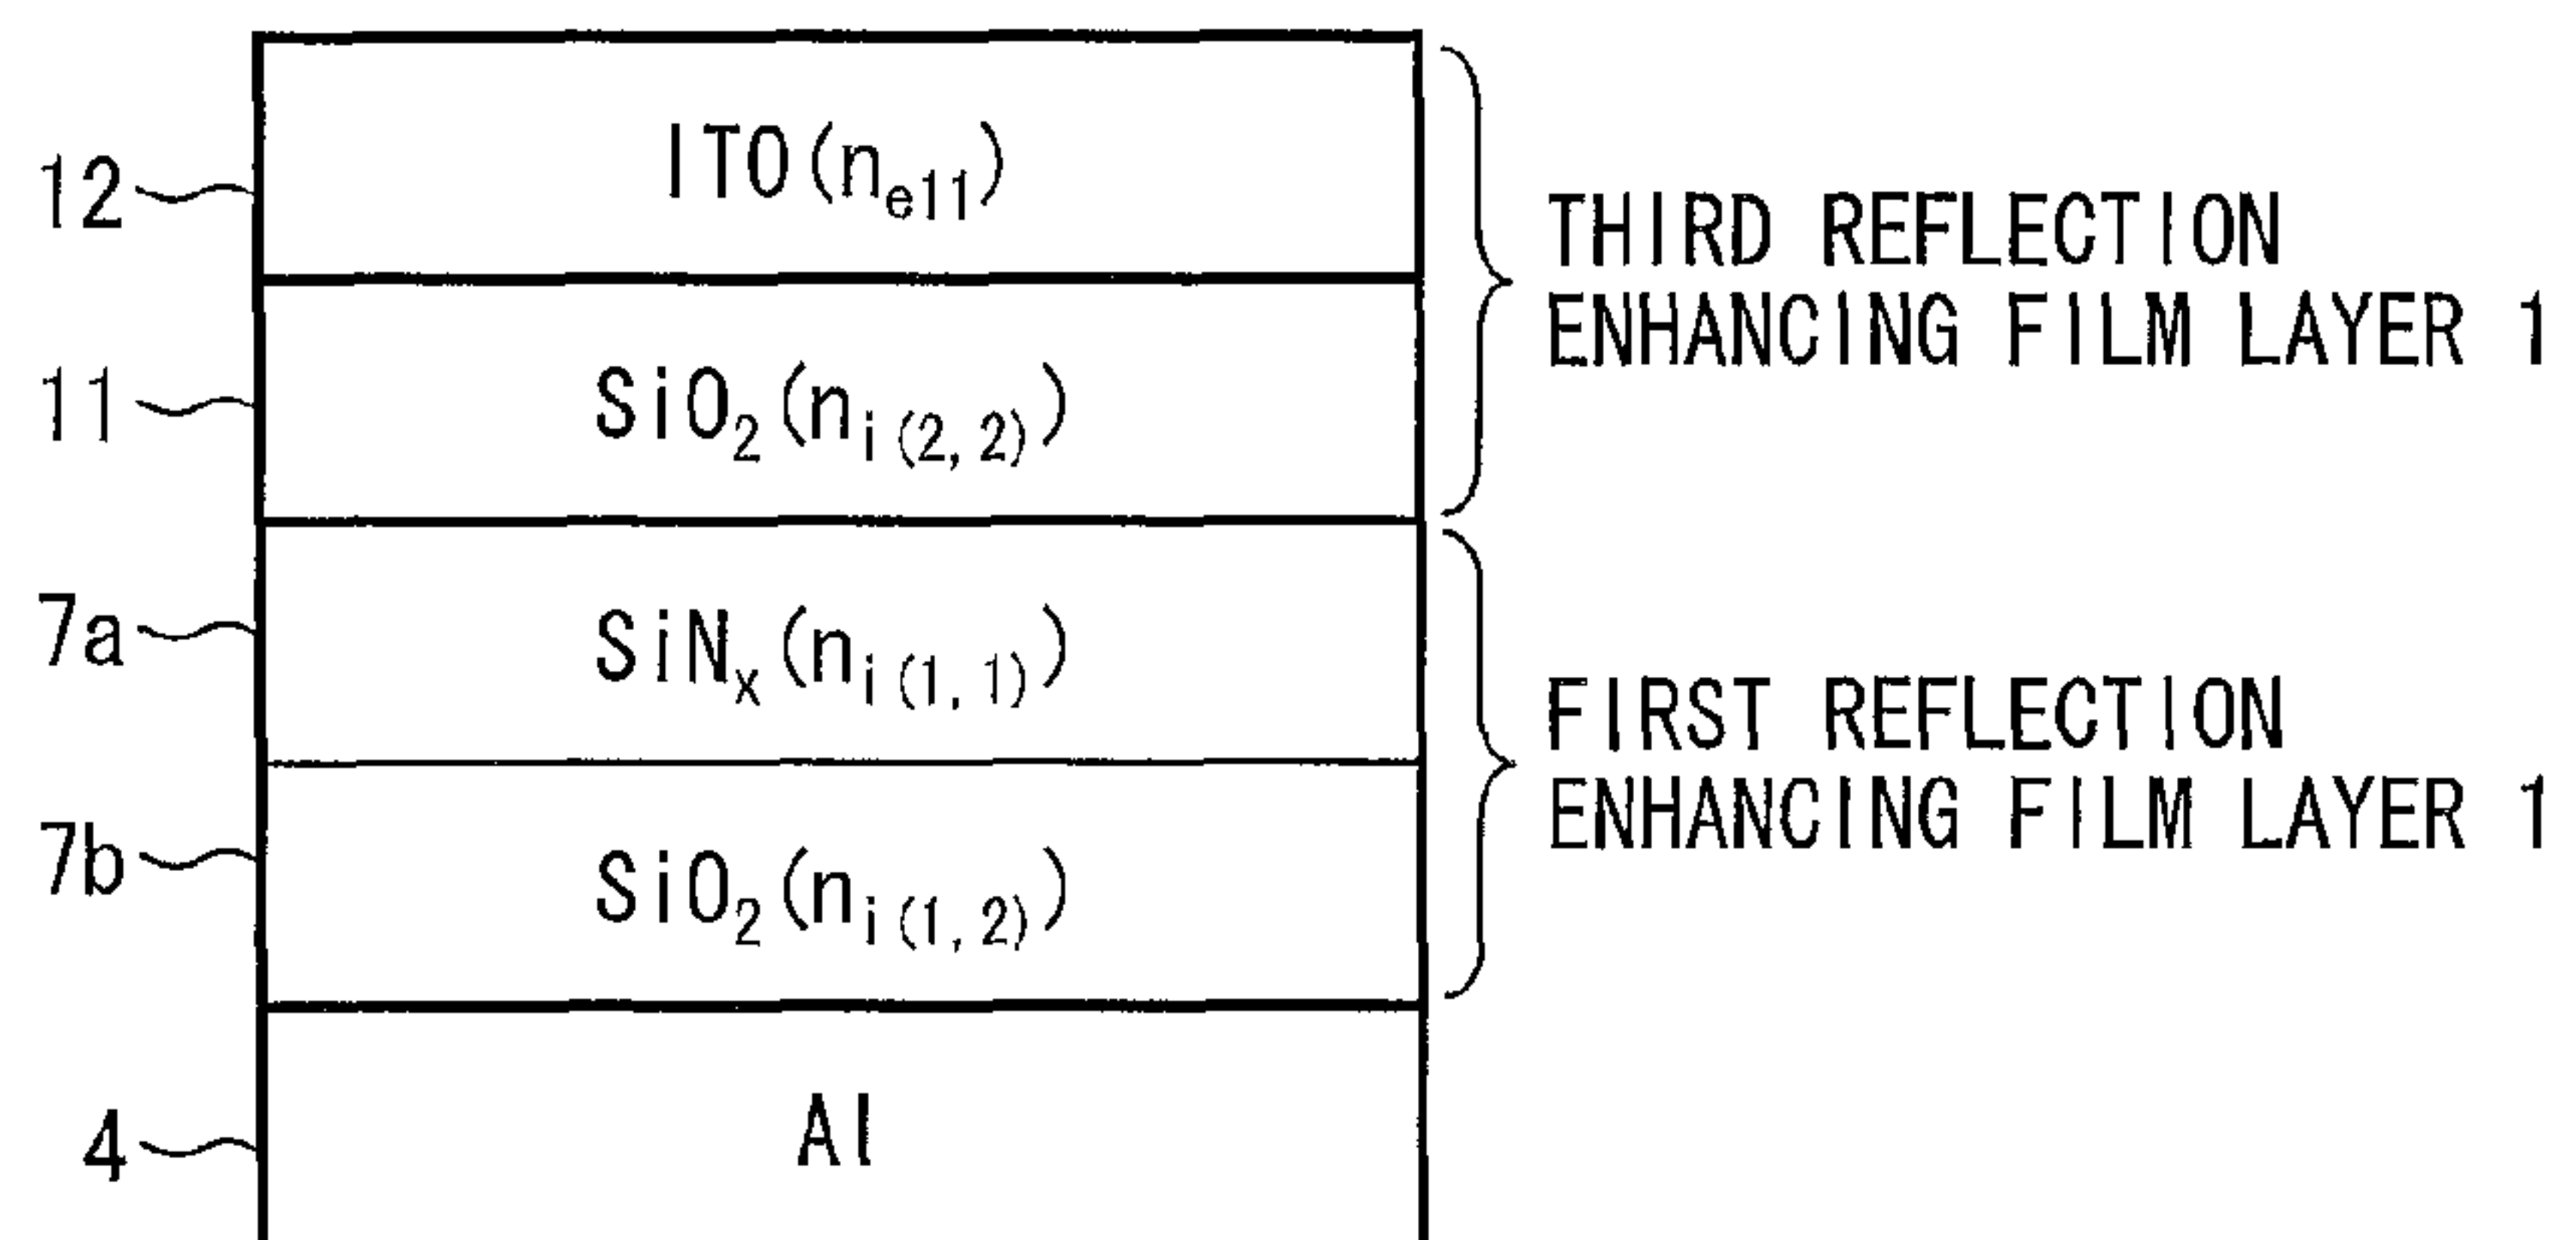 12
ITO(nₑ₁₁)
THIRD REFLECTION
ENHANCING FILM LAYER 1
11
SiO₂(nᵢ₍₂,₂₎)
7a
SiNₓ(nᵢ₍₁,₁₎)
FIRST REFLECTION
ENHANCING FILM LAYER 1
7b
SiO₂(nᵢ₍₁,₂₎)
4
Al